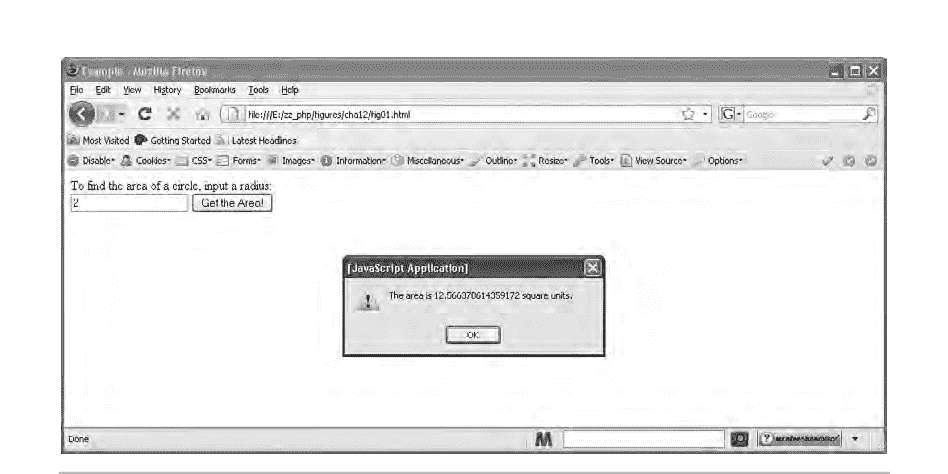 Example - Mozilla Firefox
File Edit View History Bookmarks Tools Help
file:///E:/zz_php/figures/cha12/fig01.html
G Google
Most Visited Getting Started Latest Headlines
Disable Cookies CSS Forms Images Information Miscellaneous Outline Resize Tools View Source Options
To find the area of a circle, input a radius:
2 Get the Area!
[JavaScript Application]
The area is 12.566370614359172 square units.
OK
Done